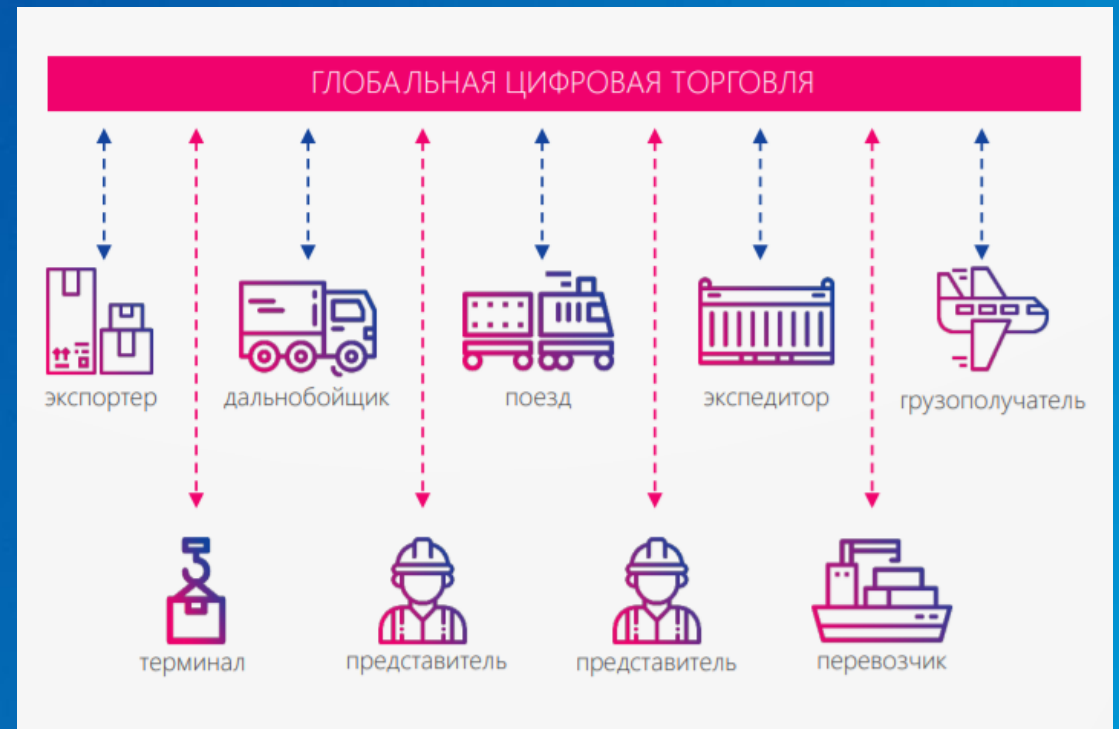 ГЛОБАЛЬНАЯ ЦИФРОВАЯ ТОРГОВЛЯ
экспортер
дальнобойщик
поезд
экспедитор
грузополучатель
терминал
представитель
представитель
перевозчик